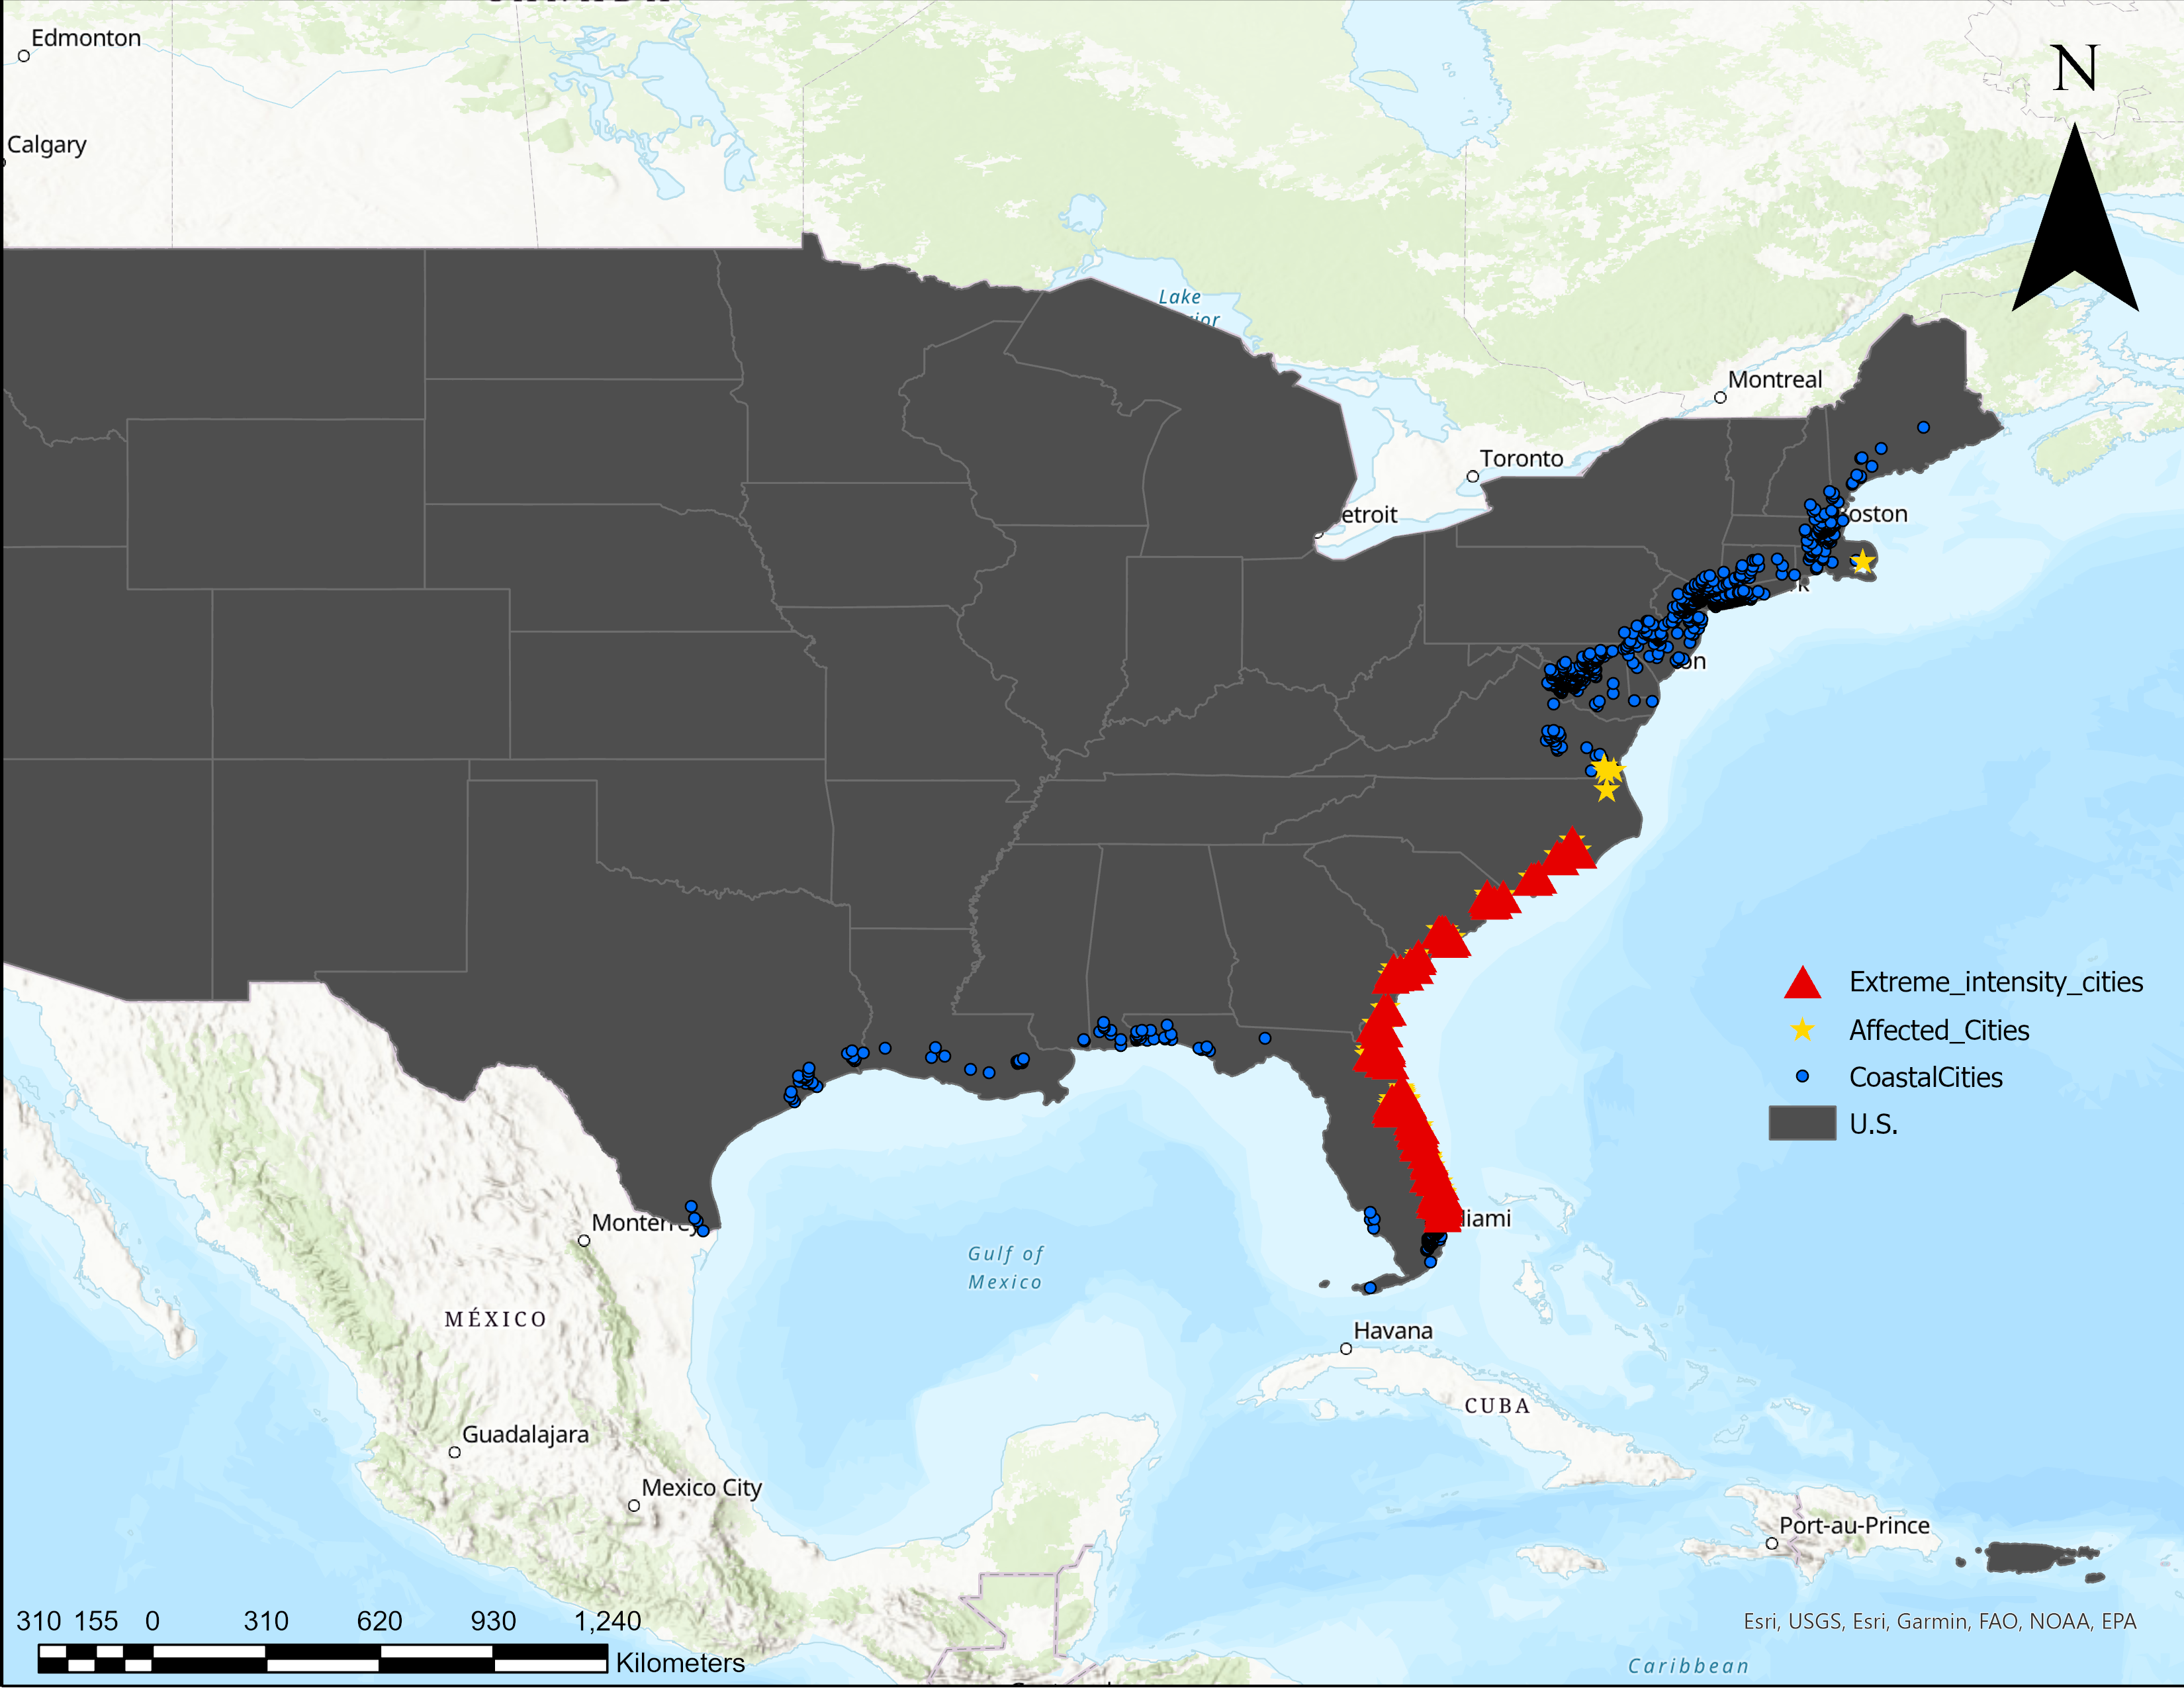 Edmonton
N
Calgary
Lake
Montreal
Toronto
etroit
oston
on
Extreme_intensity_cities
Affected_Cities
CoastalCities
U.S.
iami
Gulf of
Mexico
MÉXICO
Havana
CUBA
Guadalajara
Mexico City
Port-au-Prince
310 155 0 310 620 930 1,240
Kilometers
Esri, USGS, Esri, Garmin, FAO, NOAA, EPA
Caribbean